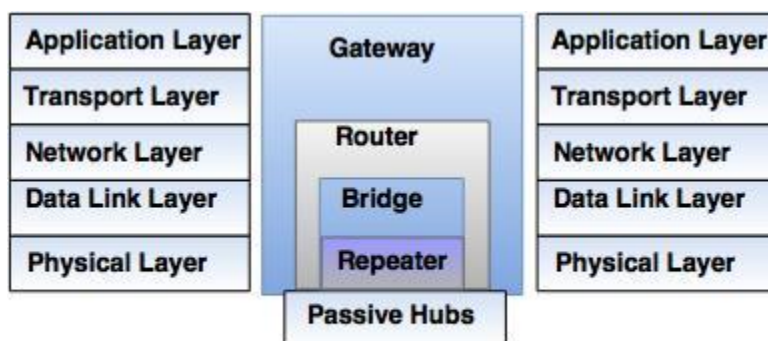 Application Layer
Transport Layer
Network Layer
Data Link Layer
Physical Layer
Gateway
Router
Bridge
Repeater
Passive Hubs
Application Layer
Transport Layer
Network Layer
Data Link Layer
Physical Layer